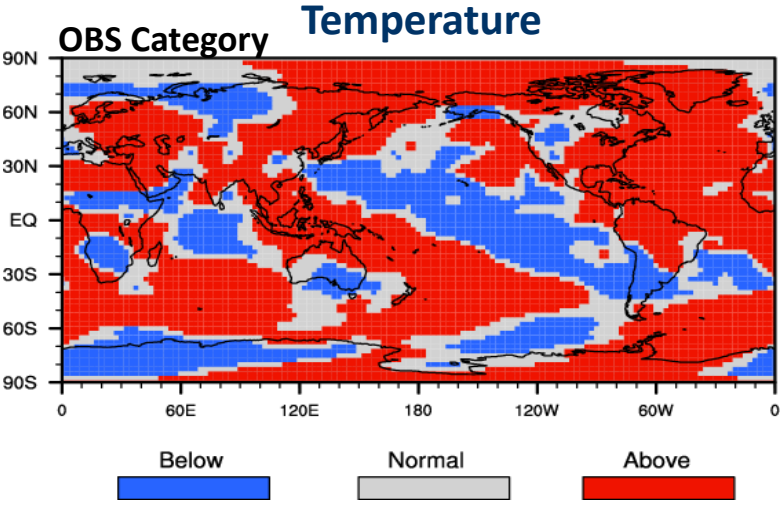 Temperature
OBS Category
90N
60N
30N
EQ
30S
60S
90S
0 60E 120E 180 120W 60W 0
Below Normal Above